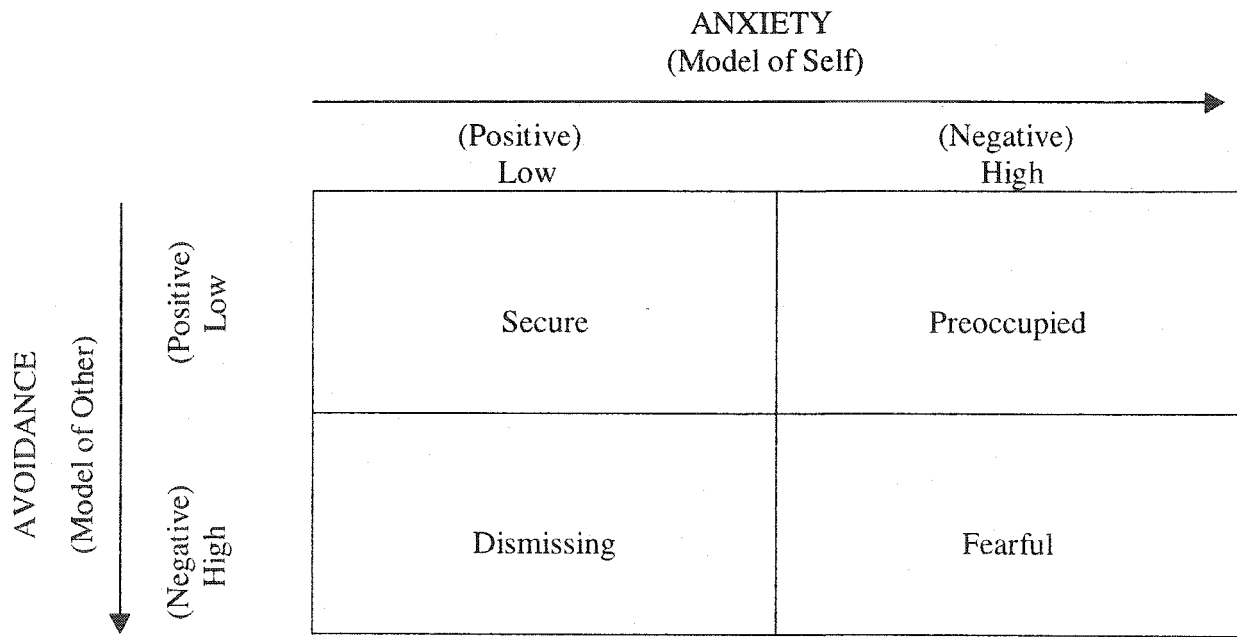 ANXIETY
(Model of Self)
(Positive)
Low
(Negative)
High
AVOIDANCE
(Model of Other)
(Positive)
Low
(Negative)
High
Secure
Preoccupied
Dismissing
Fearful